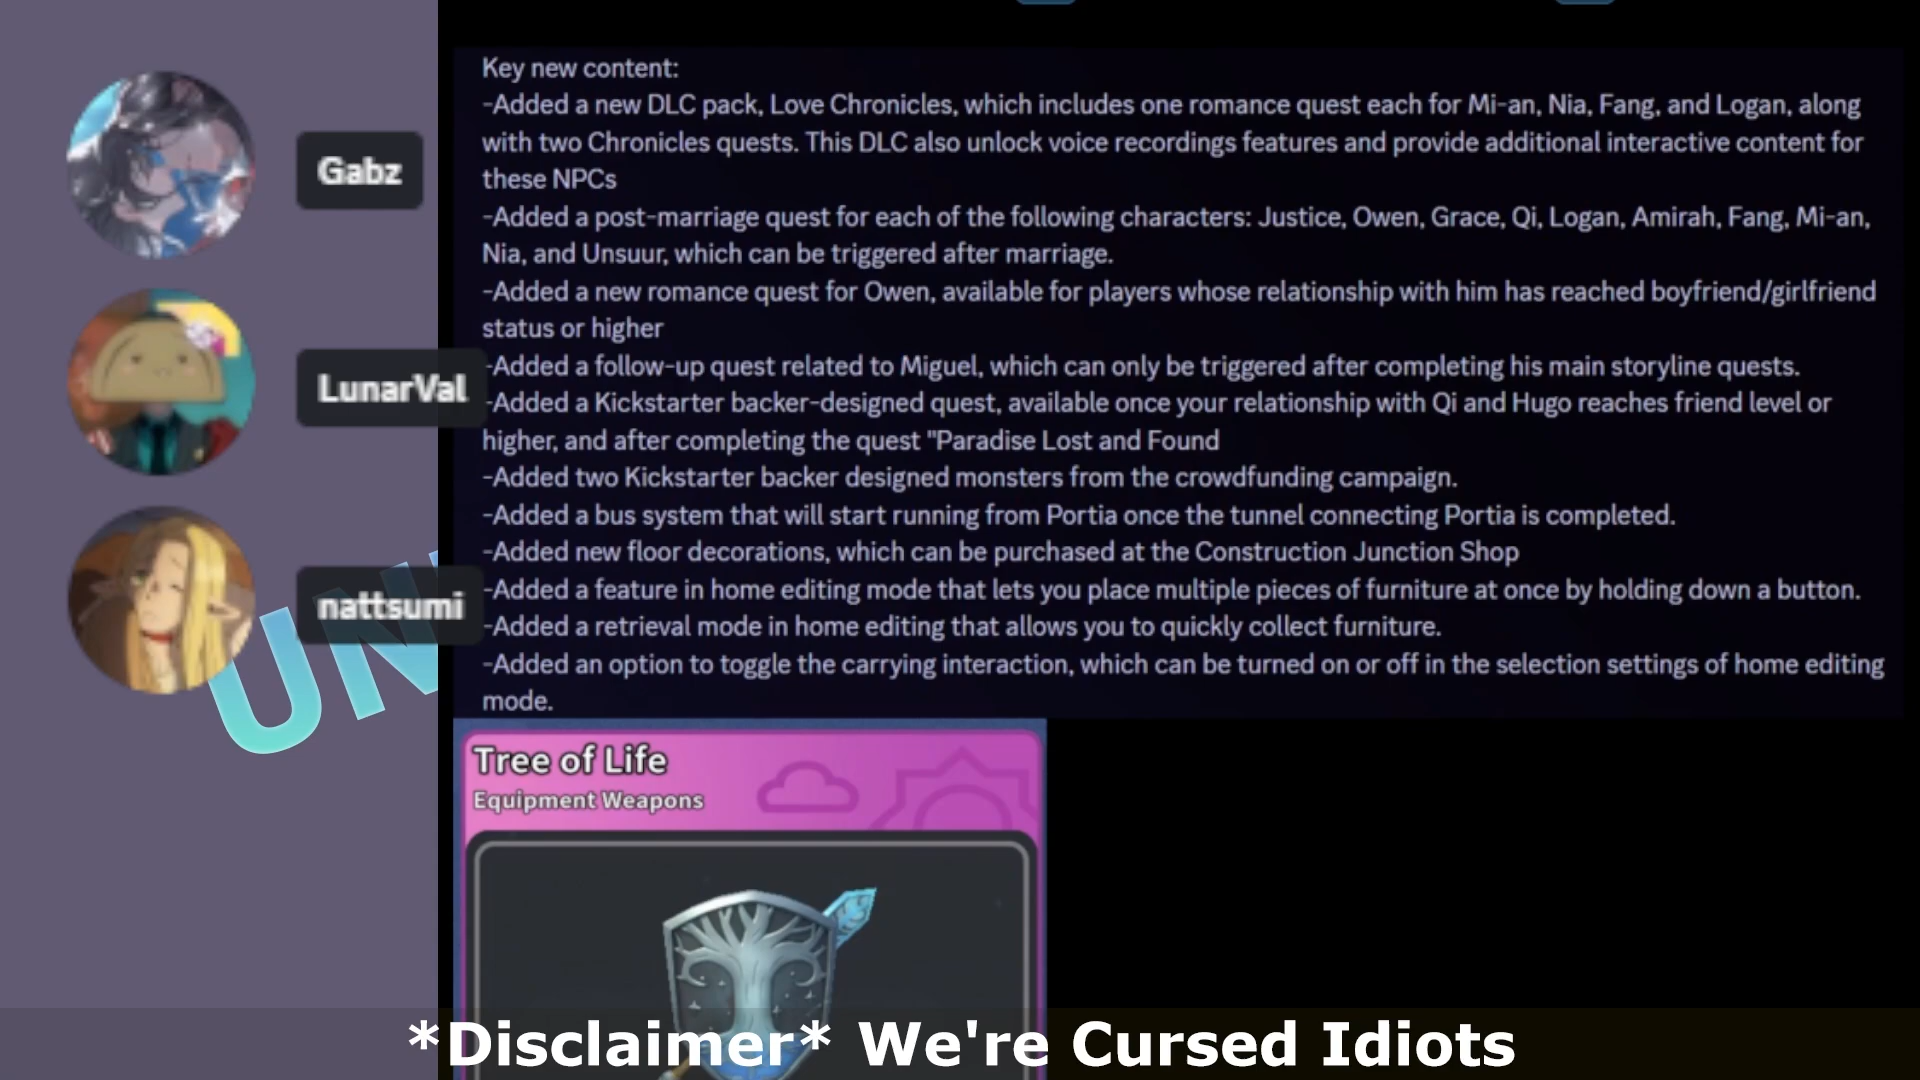 Gabz
LunarVal
nattsumi
UN
Key new content:
-Added a new DLC pack, Love Chronicles, which includes one romance quest each for Mi-an, Nia, Fang, and Logan, along
with two Chronicles quests. This DLC also unlock voice recordings features and provide additional interactive content for
these NPCs
-Added a post-marriage quest for each of the following characters: Justice, Owen, Grace, Qi, Logan, Amirah, Fang, Mi-an,
Nia, and Unsuur, which can be triggered after marriage.
-Added a new romance quest for Owen, available for players whose relationship with him has reached boyfriend/girlfriend
status or higher
-Added a follow-up quest related to Miguel, which can only be triggered after completing his main storyline quests.
-Added a Kickstarter backer-designed quest, available once your relationship with Qi and Hugo reaches friend level or
higher, and after completing the quest "Paradise Lost and Found
-Added two Kickstarter backer designed monsters from the crowdfunding campaign.
-Added a bus system that will start running from Portia once the tunnel connecting Portia is completed.
-Added new floor decorations, which can be purchased at the Construction Junction Shop
-Added a feature in home editing mode that lets you place multiple pieces of furniture at once by holding down a button.
-Added a retrieval mode in home editing that allows you to quickly collect furniture.
-Added an option to toggle the carrying interaction, which can be turned on or off in the selection settings of home editing
mode.
Tree of Life
Equipment Weapons
*Disclaimer* We're Cursed Idiots